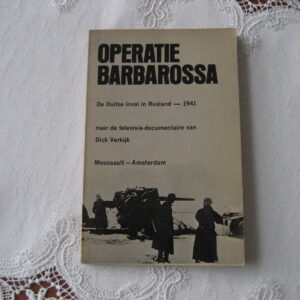 OPERATIE
BARBAROSSA
De Duitse inval in Rusland — 1941
naar de televisie-documentaire van
Dick Verkijk
Moussault — Amsterdam